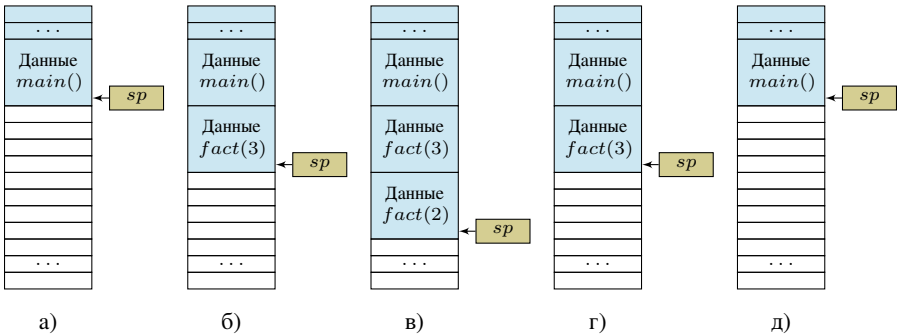 . . .
Данные
main()
sp
. . .
а)
. . .
Данные
main()
Данные
fact(3)
sp
. . .
б)
. . .
Данные
main()
Данные
fact(3)
Данные
fact(2)
sp
. . .
в)
. . .
Данные
main()
Данные
fact(3)
sp
. . .
г)
. . .
Данные
main()
sp
. . .
д)